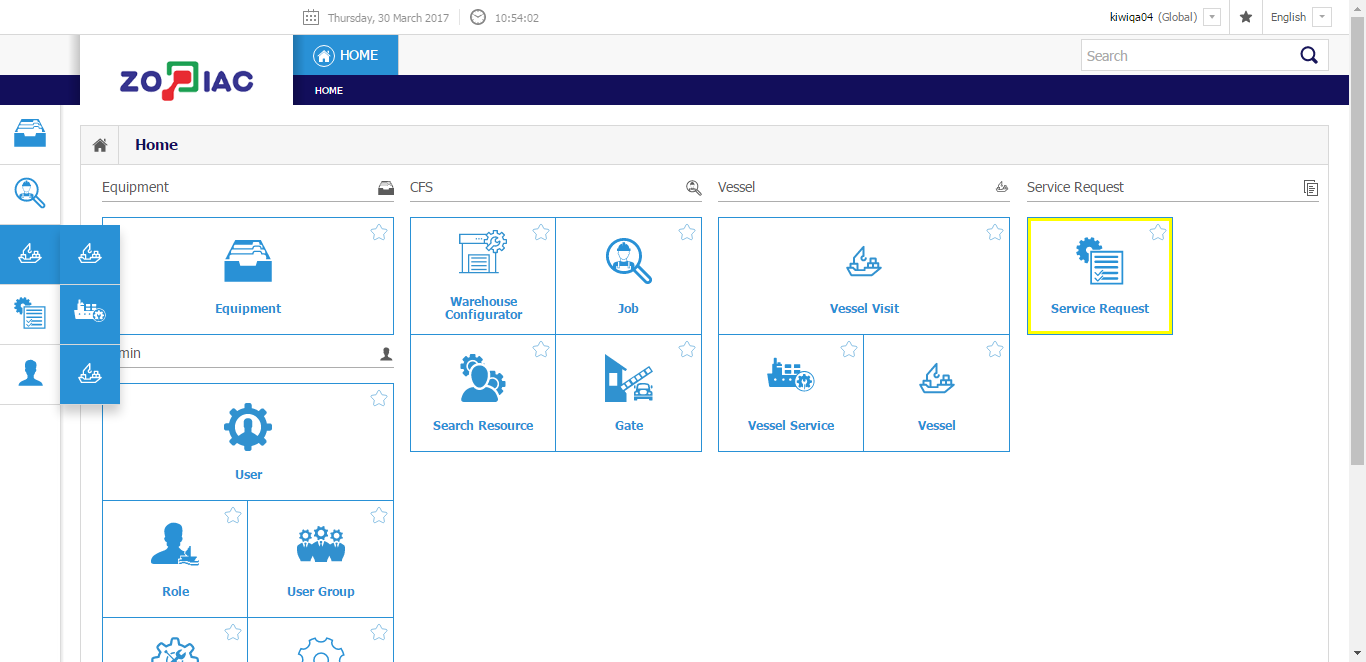 Thursday, 30 March 2017
10:54:02
kiwiqa04 (Global)
English
ZODIAC
HOME
Search
HOME
Home
Equipment
CFS
Vessel
Service Request
Equipment
Warehouse
Configurator
Job
Vessel Visit
Service Request
min
Search Resource
Gate
Vessel Service
Vessel
User
Role
User Group